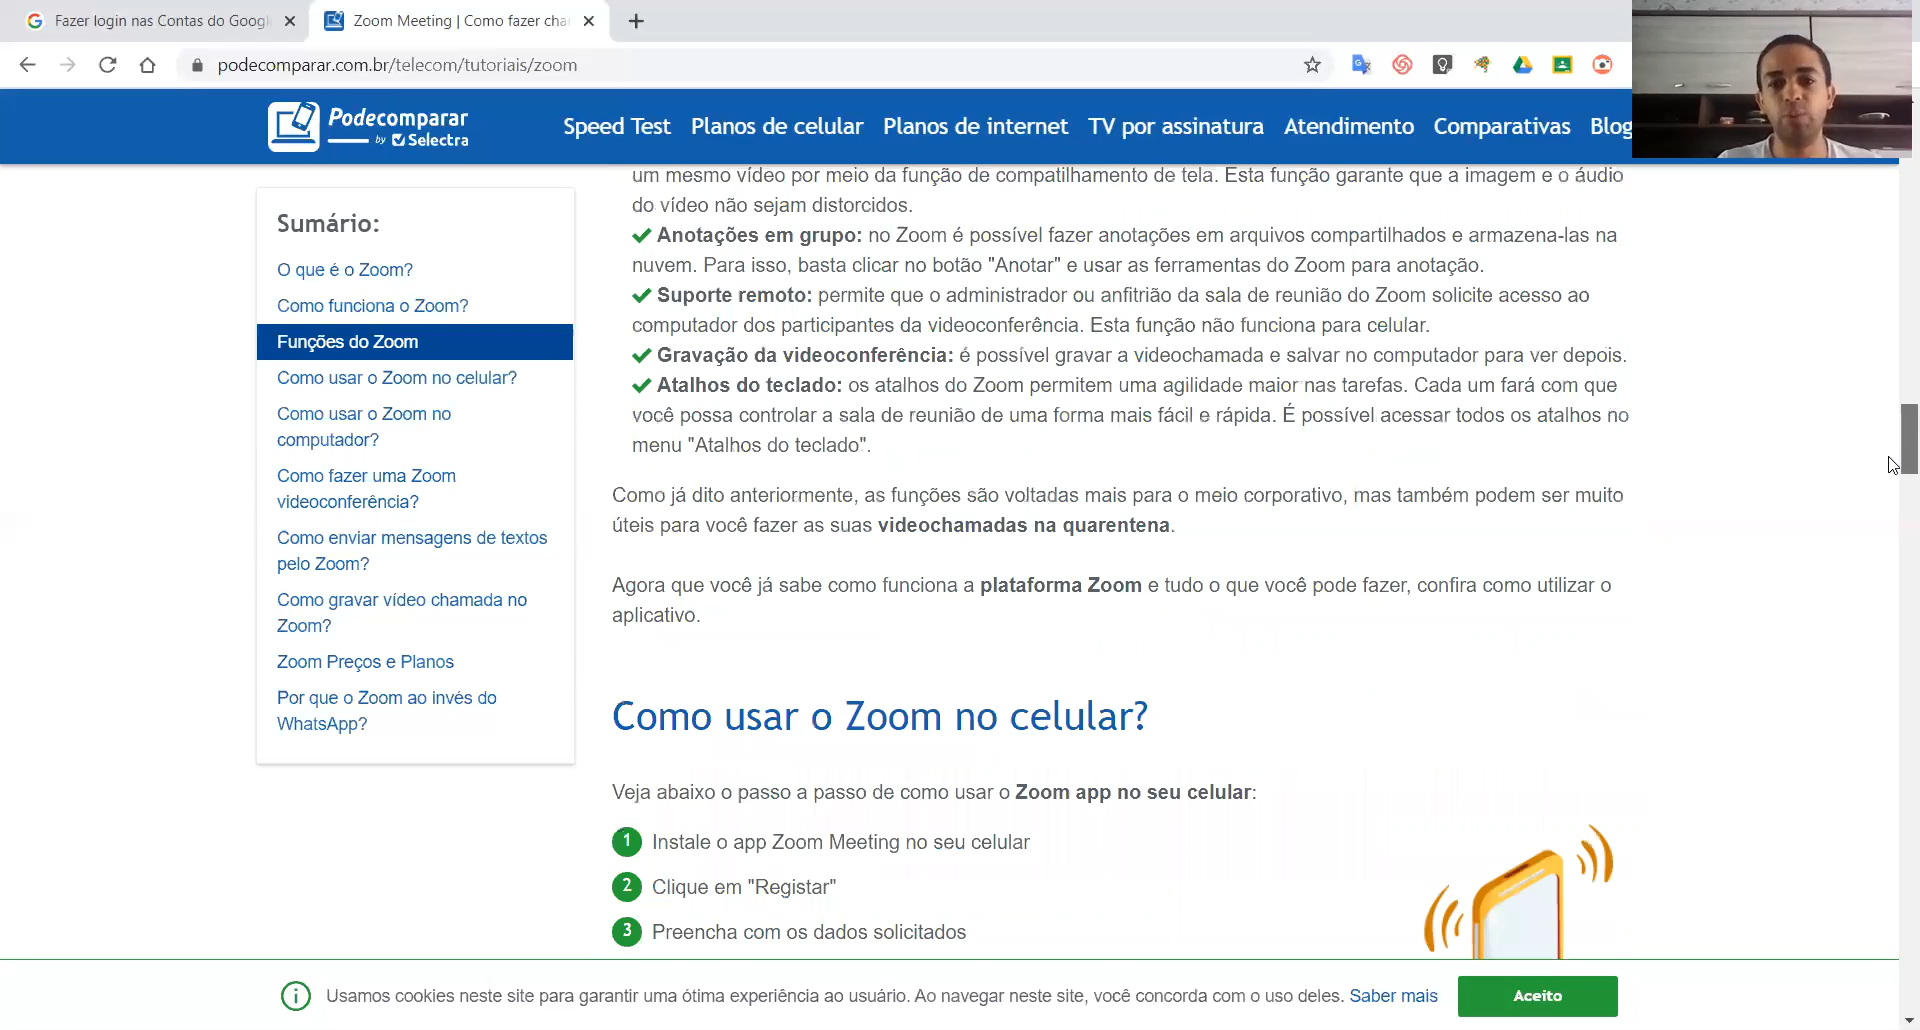 Fazer login nas Contas do Googl
Zoom Meeting | Como fazer cha
podecomparar.com.br/telecom/tutoriais/zoom
Podecomparar
by Selectra
Speed Test
Planos de celular
Planos de internet
TV por assinatura
Atendimento
Comparativas
Blog
Sumário:
O que é o Zoom?
Como funciona o Zoom?
Funções do Zoom
Como usar o Zoom no celular?
Como usar o Zoom no
computador?
Como fazer uma Zoom
videoconferência?
Como enviar mensagens de textos
pelo Zoom?
Como gravar vídeo chamada no
Zoom?
Zoom Preços e Planos
Por que o Zoom ao invés do
WhatsApp?
um mesmo vídeo por meio da função de compatilhamento de tela. Esta função garante que a imagem e o áudio
do vídeo não sejam distorcidos.
Anotações em grupo: no Zoom é possível fazer anotações em arquivos compartilhados e armazena-las na
nuvem. Para isso, basta clicar no botão "Anotar" e usar as ferramentas do Zoom para anotação.
Suporte remoto: permite que o administrador ou anfitrião da sala de reunião do Zoom solicite acesso ao
computador dos participantes da videoconferência. Esta função não funciona para celular.
Gravação da videoconferência: é possível gravar a videochamada e salvar no computador para ver depois.
Atalhos do teclado: os atalhos do Zoom permitem uma agilidade maior nas tarefas. Cada um fará com que
você possa controlar a sala de reunião de uma forma mais fácil e rápida. É possível acessar todos os atalhos no
menu "Atalhos do teclado".
Como já dito anteriormente, as funções são voltadas mais para o meio corporativo, mas também podem ser muito
úteis para você fazer as suas videochamadas na quarentena.
Agora que você já sabe como funciona a plataforma Zoom e tudo o que você pode fazer, confira como utilizar o
aplicativo.
Como usar o Zoom no celular?
Veja abaixo o passo a passo de como usar o Zoom app no seu celular:
1 Instale o app Zoom Meeting no seu celular
2 Clique em "Registar"
3 Preencha com os dados solicitados
Usamos cookies neste site para garantir uma ótima experiência ao usuário. Ao navegar neste site, você concorda com o uso deles. Saber mais
Aceito